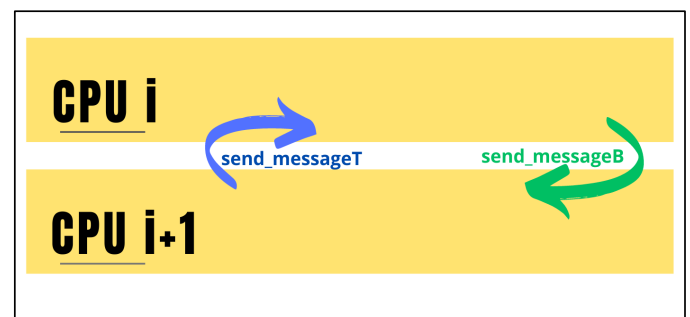 CPU i
send_messageT
send_messageB
CPU i+1